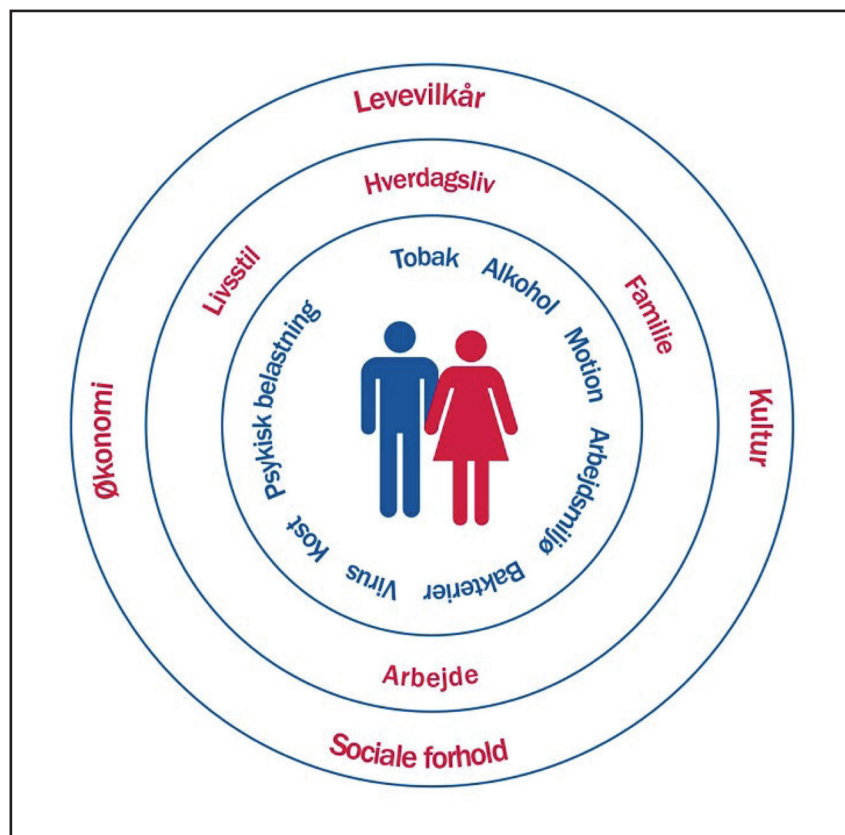 Levevilkår
Kultur
Sociale forhold
Økonomi
Hverdagsliv
Familie
Arbejde
Livsstil
Tobak
Alkohol
Motion
Arbejdsmiljø
Bakterier
Virus
Kost
Psykisk belastning